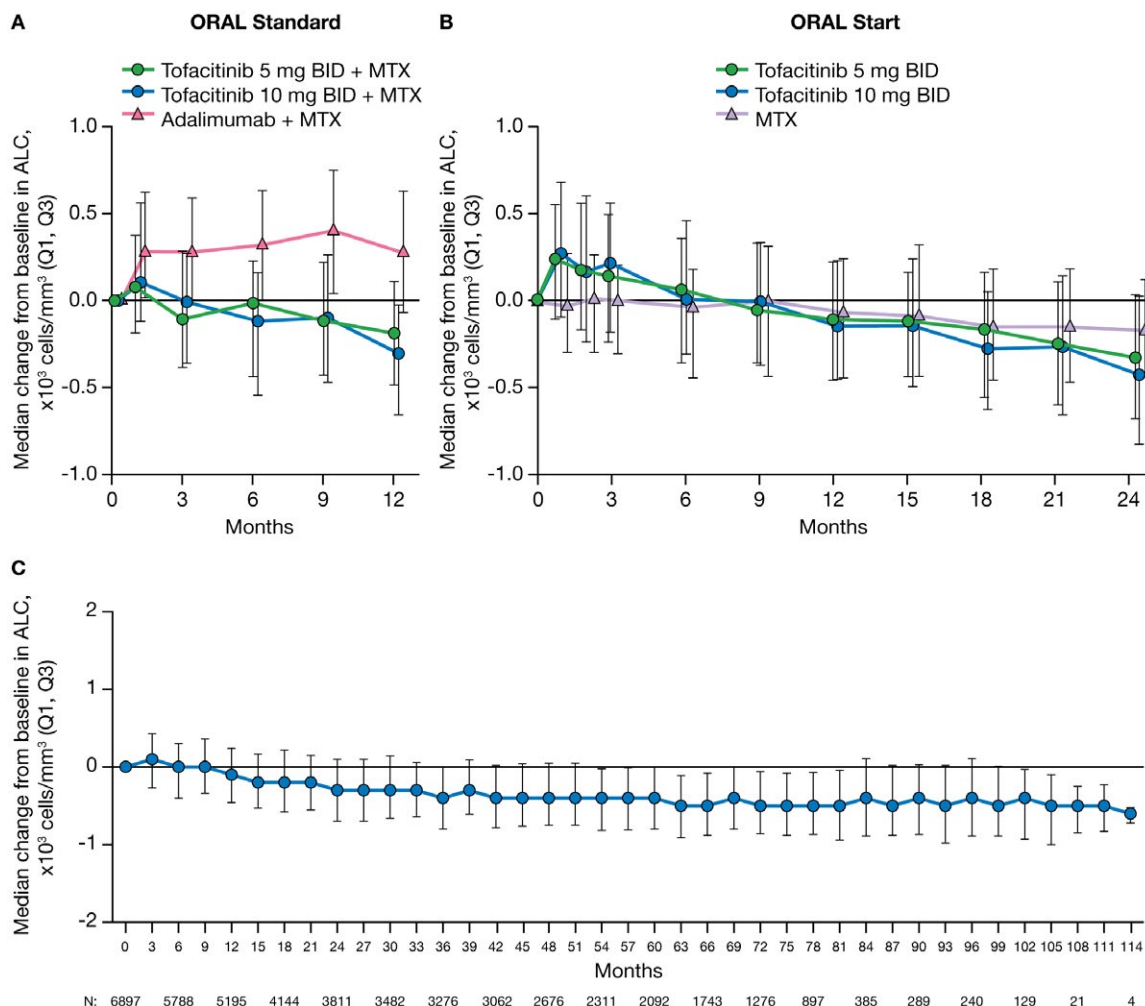 A
ORAL Standard
Tofacitinib 5 mg BID + MTX
Tofacitinib 10 mg BID + MTX
Adalimumab + MTX
Median change from baseline in ALC,
x10³ cells/mm³ (Q1, Q3)
1.0
0.5
0.0
-0.5
-1.0
0 3 6 9 12
Months
B
ORAL Start
Tofacitinib 5 mg BID
Tofacitinib 10 mg BID
MTX
Median change from baseline in ALC,
x10³ cells/mm³ (Q1, Q3)
1.0
0.5
0.0
-0.5
-1.0
0 3 6 9 12 15 18 21 24
Months
C
Median change from baseline in ALC,
x10³ cells/mm³ (Q1, Q3)
2
1
0
-1
-2
0 3 6 9 12 15 18 21 24 27 30 33 36 39 42 45 48 51 54 57 60 63 66 69 72 75 78 81 84 87 90 93 96 99 102 105 108 111 114
Months
N: 6897 5788 5195 4144 3811 3482 3276 3062 2676 2311 2092 1743 1276 897 385 289 240 129 21 4